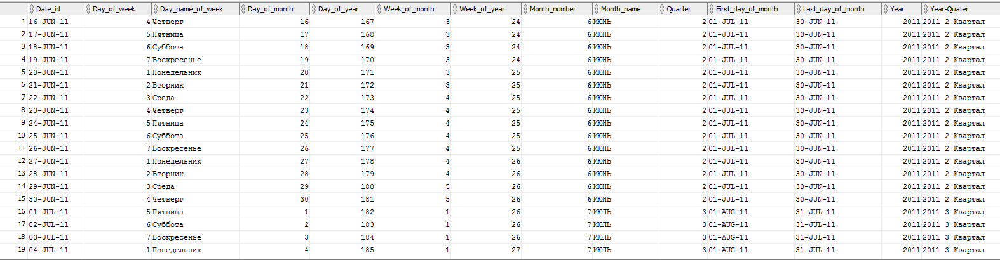 Date_id Day_of_week Day_name_of_week Day_of_month Day_of_year Week_of_month Week_of_year Month_number Month_name Quarter First_day_of_month Last_day_of_month Year Year-Quater
1 16-JUN-11 4 Четверг 16 167 3 24 6 ИЮНЬ 2 01-JUL-11 30-JUN-11 2011 2011 2 Квартал
2 17-JUN-11 5 Пятница 17 168 3 24 6 ИЮНЬ 2 01-JUL-11 30-JUN-11 2011 2011 2 Квартал
3 18-JUN-11 6 Суббота 18 169 3 24 6 ИЮНЬ 2 01-JUL-11 30-JUN-11 2011 2011 2 Квартал
4 19-JUN-11 7 Воскресенье 19 170 3 24 6 ИЮНЬ 2 01-JUL-11 30-JUN-11 2011 2011 2 Квартал
5 20-JUN-11 1 Понедельник 20 171 3 25 6 ИЮНЬ 2 01-JUL-11 30-JUN-11 2011 2011 2 Квартал
6 21-JUN-11 2 Вторник 21 172 3 25 6 ИЮНЬ 2 01-JUL-11 30-JUN-11 2011 2011 2 Квартал
7 22-JUN-11 3 Среда 22 173 4 25 6 ИЮНЬ 2 01-JUL-11 30-JUN-11 2011 2011 2 Квартал
8 23-JUN-11 4 Четверг 23 174 4 25 6 ИЮНЬ 2 01-JUL-11 30-JUN-11 2011 2011 2 Квартал
9 24-JUN-11 5 Пятница 24 175 4 25 6 ИЮНЬ 2 01-JUL-11 30-JUN-11 2011 2011 2 Квартал
10 25-JUN-11 6 Суббота 25 176 4 25 6 ИЮНЬ 2 01-JUL-11 30-JUN-11 2011 2011 2 Квартал
11 26-JUN-11 7 Воскресенье 26 177 4 25 6 ИЮНЬ 2 01-JUL-11 30-JUN-11 2011 2011 2 Квартал
12 27-JUN-11 1 Понедельник 27 178 4 26 6 ИЮНЬ 2 01-JUL-11 30-JUN-11 2011 2011 2 Квартал
13 28-JUN-11 2 Вторник 28 179 4 26 6 ИЮНЬ 2 01-JUL-11 30-JUN-11 2011 2011 2 Квартал
14 29-JUN-11 3 Среда 29 180 5 26 6 ИЮНЬ 2 01-JUL-11 30-JUN-11 2011 2011 2 Квартал
15 30-JUN-11 4 Четверг 30 181 5 26 6 ИЮНЬ 2 01-JUL-11 30-JUN-11 2011 2011 2 Квартал
16 01-JUL-11 5 Пятница 1 182 1 26 7 ИЮЛЬ 3 01-AUG-11 31-JUL-11 2011 2011 3 Квартал
17 02-JUL-11 6 Суббота 2 183 1 26 7 ИЮЛЬ 3 01-AUG-11 31-JUL-11 2011 2011 3 Квартал
18 03-JUL-11 7 Воскресенье 3 184 1 26 7 ИЮЛЬ 3 01-AUG-11 31-JUL-11 2011 2011 3 Квартал
19 04-JUL-11 1 Понедельник 4 185 1 27 7 ИЮЛЬ 3 01-AUG-11 31-JUL-11 2011 2011 3 Квартал